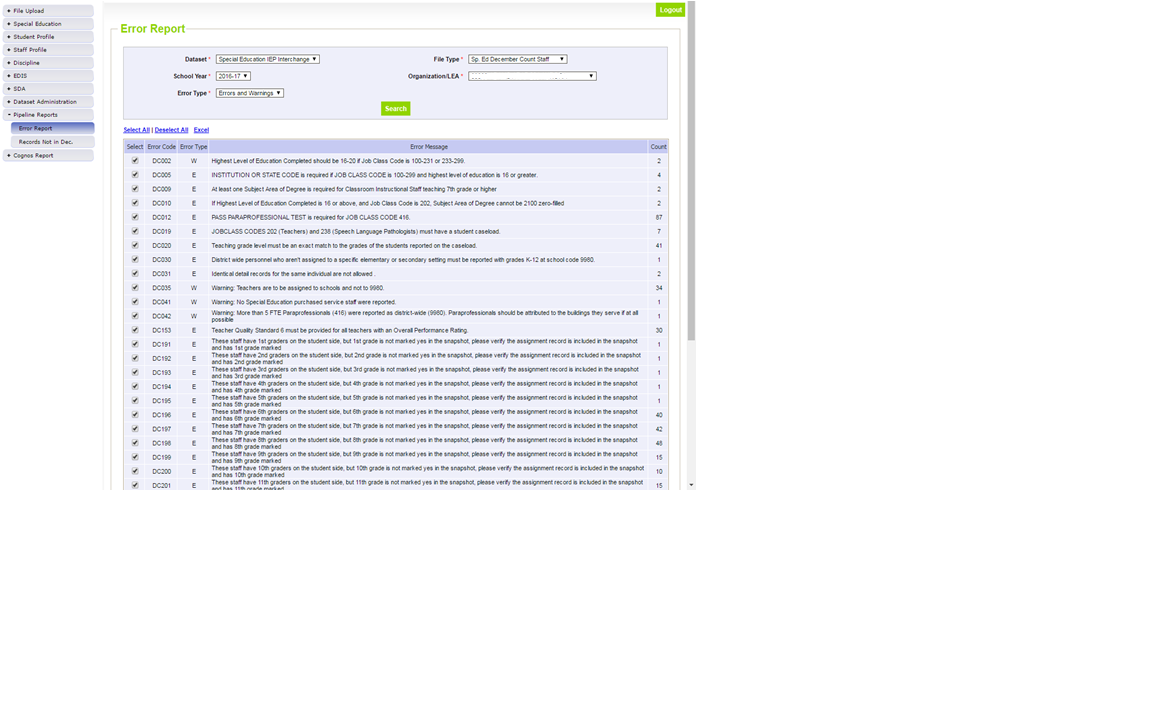 Logout
File Upload
Special Education
Student Profile
Staff Profile
Discipline
EDIS
SDA
Dataset Administration
Pipeline Reports
Error Report
Records Not in Dec.
Cognos Report
Error Report
Dataset * Special Education IEP Interchange File Type * Sp. Ed December Count Staff
School Year * 2016-17 Organization/LEA *
Error Type * Errors and Warnings
Search
Select All | Deselect All Excel
Select Error Code Error Type Error Message Count
DC002 W Highest Level of Education Completed should be 16-20 if Job Class Code is 100-231 or 233-299. 2
DC005 E INSTITUTION OR STATE CODE is required if JOB CLASS CODE is 100-299 and highest level of education is 16 or greater. 4
DC009 E At least one Subject Area of Degree is required for Classroom Instructional Staff teaching 7th grade or higher 2
DC010 E If Highest Level of Education Completed is 16 or above, and Job Class Code is 202, Subject Area of Degree cannot be 2100 zero-filled 2
DC012 E PASS PARAPROFESSIONAL TEST is required for JOB CLASS CODE 416. 87
DC019 E JOBCLASS CODES 202 (Teachers) and 238 (Speech Language Pathologists) must have a student caseload. 7
DC020 E Teaching grade level must be an exact match to the grades of the students reported on the caseload. 41
DC030 E District wide personnel who aren't assigned to a specific elementary or secondary setting must be reported with grades K-12 at school code 9980. 1
DC031 E Identical detail records for the same individual are not allowed . 2
DC035 W Warning: Teachers are to be assigned to schools and not to 9980. 34
DC041 W Warning: No Special Education purchased service staff were reported. 1
DC042 W Warning: More than 5 FTE Paraprofessionals (416) were reported as district-wide (9980). Paraprofessionals should be attributed to the buildings they serve if at all 1
possible
DC153 E Teacher Quality Standard 6 must be provided for all teachers with an Overall Performance Rating. 30
DC191 E These staff have 1st graders on the student side, but 1st grade is not marked yes in the snapshot, please verify the assignment record is included in the snapshot 1
and has 1st grade marked
DC192 E These staff have 2nd graders on the student side, but 2nd grade is not marked yes in the snapshot, please verify the assignment record is included in the snapshot 1
and has 2nd grade marked
DC193 E These staff have 3rd graders on the student side, but 3rd grade is not marked yes in the snapshot, please verify the assignment record is included in the snapshot 1
and has 3rd grade marked
DC194 E These staff have 4th graders on the student side, but 4th grade is not marked yes in the snapshot, please verify the assignment record is included in the snapshot 1
and has 4th grade marked
DC195 E These staff have 5th graders on the student side, but 5th grade is not marked yes in the snapshot, please verify the assignment record is included in the snapshot 1
and has 5th grade marked
DC196 E These staff have 6th graders on the student side, but 6th grade is not marked yes in the snapshot, please verify the assignment record is included in the snapshot 40
and has 6th grade marked
DC197 E These staff have 7th graders on the student side, but 7th grade is not marked yes in the snapshot, please verify the assignment record is included in the snapshot 42
and has 7th grade marked
DC198 E These staff have 8th graders on the student side, but 8th grade is not marked yes in the snapshot, please verify the assignment record is included in the snapshot 46
and has 8th grade marked
DC199 E These staff have 9th graders on the student side, but 9th grade is not marked yes in the snapshot, please verify the assignment record is included in the snapshot 15
and has 9th grade marked
DC200 E These staff have 10th graders on the student side, but 10th grade is not marked yes in the snapshot, please verify the assignment record is included in the snapshot 10
and has 10th grade marked
DC201 E These staff have 11th graders on the student side, but 11th grade is not marked yes in the snapshot, please verify the assignment record is included in the snapshot 15
and has 11th grade marked